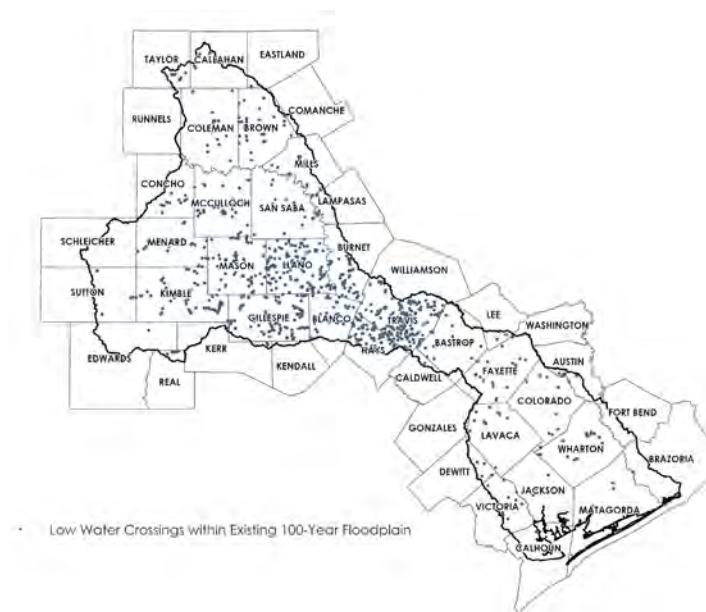 TAYLOR
CALLAHAN
EASTLAND
RUNNELS
COLEMAN
BROWN
COMANCHE
CONCHO
MCCULLOCH
SAN SABA
MILLS
LAMPASAS
SCHLEICHER
MENARD
MASON
LLANO
BURNET
WILLIAMSON
SUTTON
KIMBLE
GILLESPIE
BLANCO
TRAVIS
LEE
WASHINGTON
EDWARDS
REAL
KERR
KENDALL
HAYS
BASTROP
CALDWELL
FAYETTE
AUSTIN
COLORADO
FORT BEND
GONZALES
LAVACA
WHARTON
BRAZORIA
DEWITT
VICTORIA
JACKSON
MATAGORDA
CALHOUN
Low Water Crossings within Existing 100-Year Floodplain